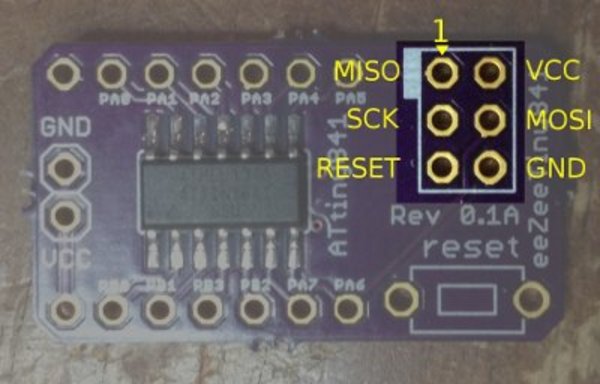 1
MISO VCC
SCK MOSI
RESET GND
PA0 PA1 PA2 PA3 PA4 PA5
GND
VCC
ATtiny841
Rev 0.1A
reset
PB0 PB1 PB3 PB2 PA7 PA6